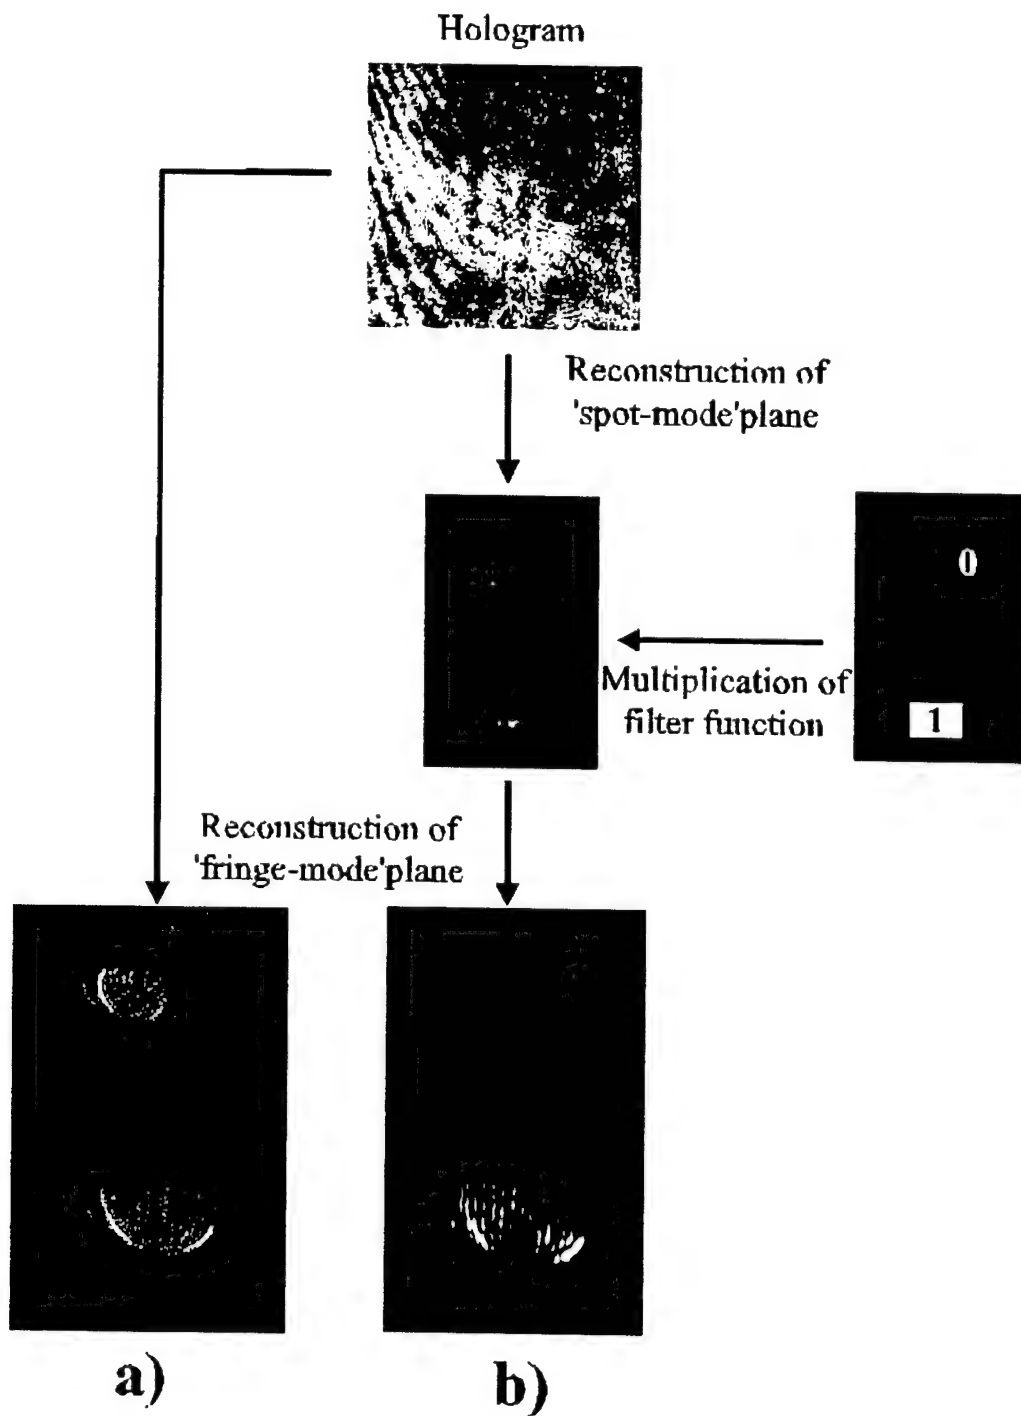 Hologram
Reconstruction of
'spot-mode'plane
0
Multiplication of
filter function
1
Reconstruction of
'fringe-mode'plane
a)
b)